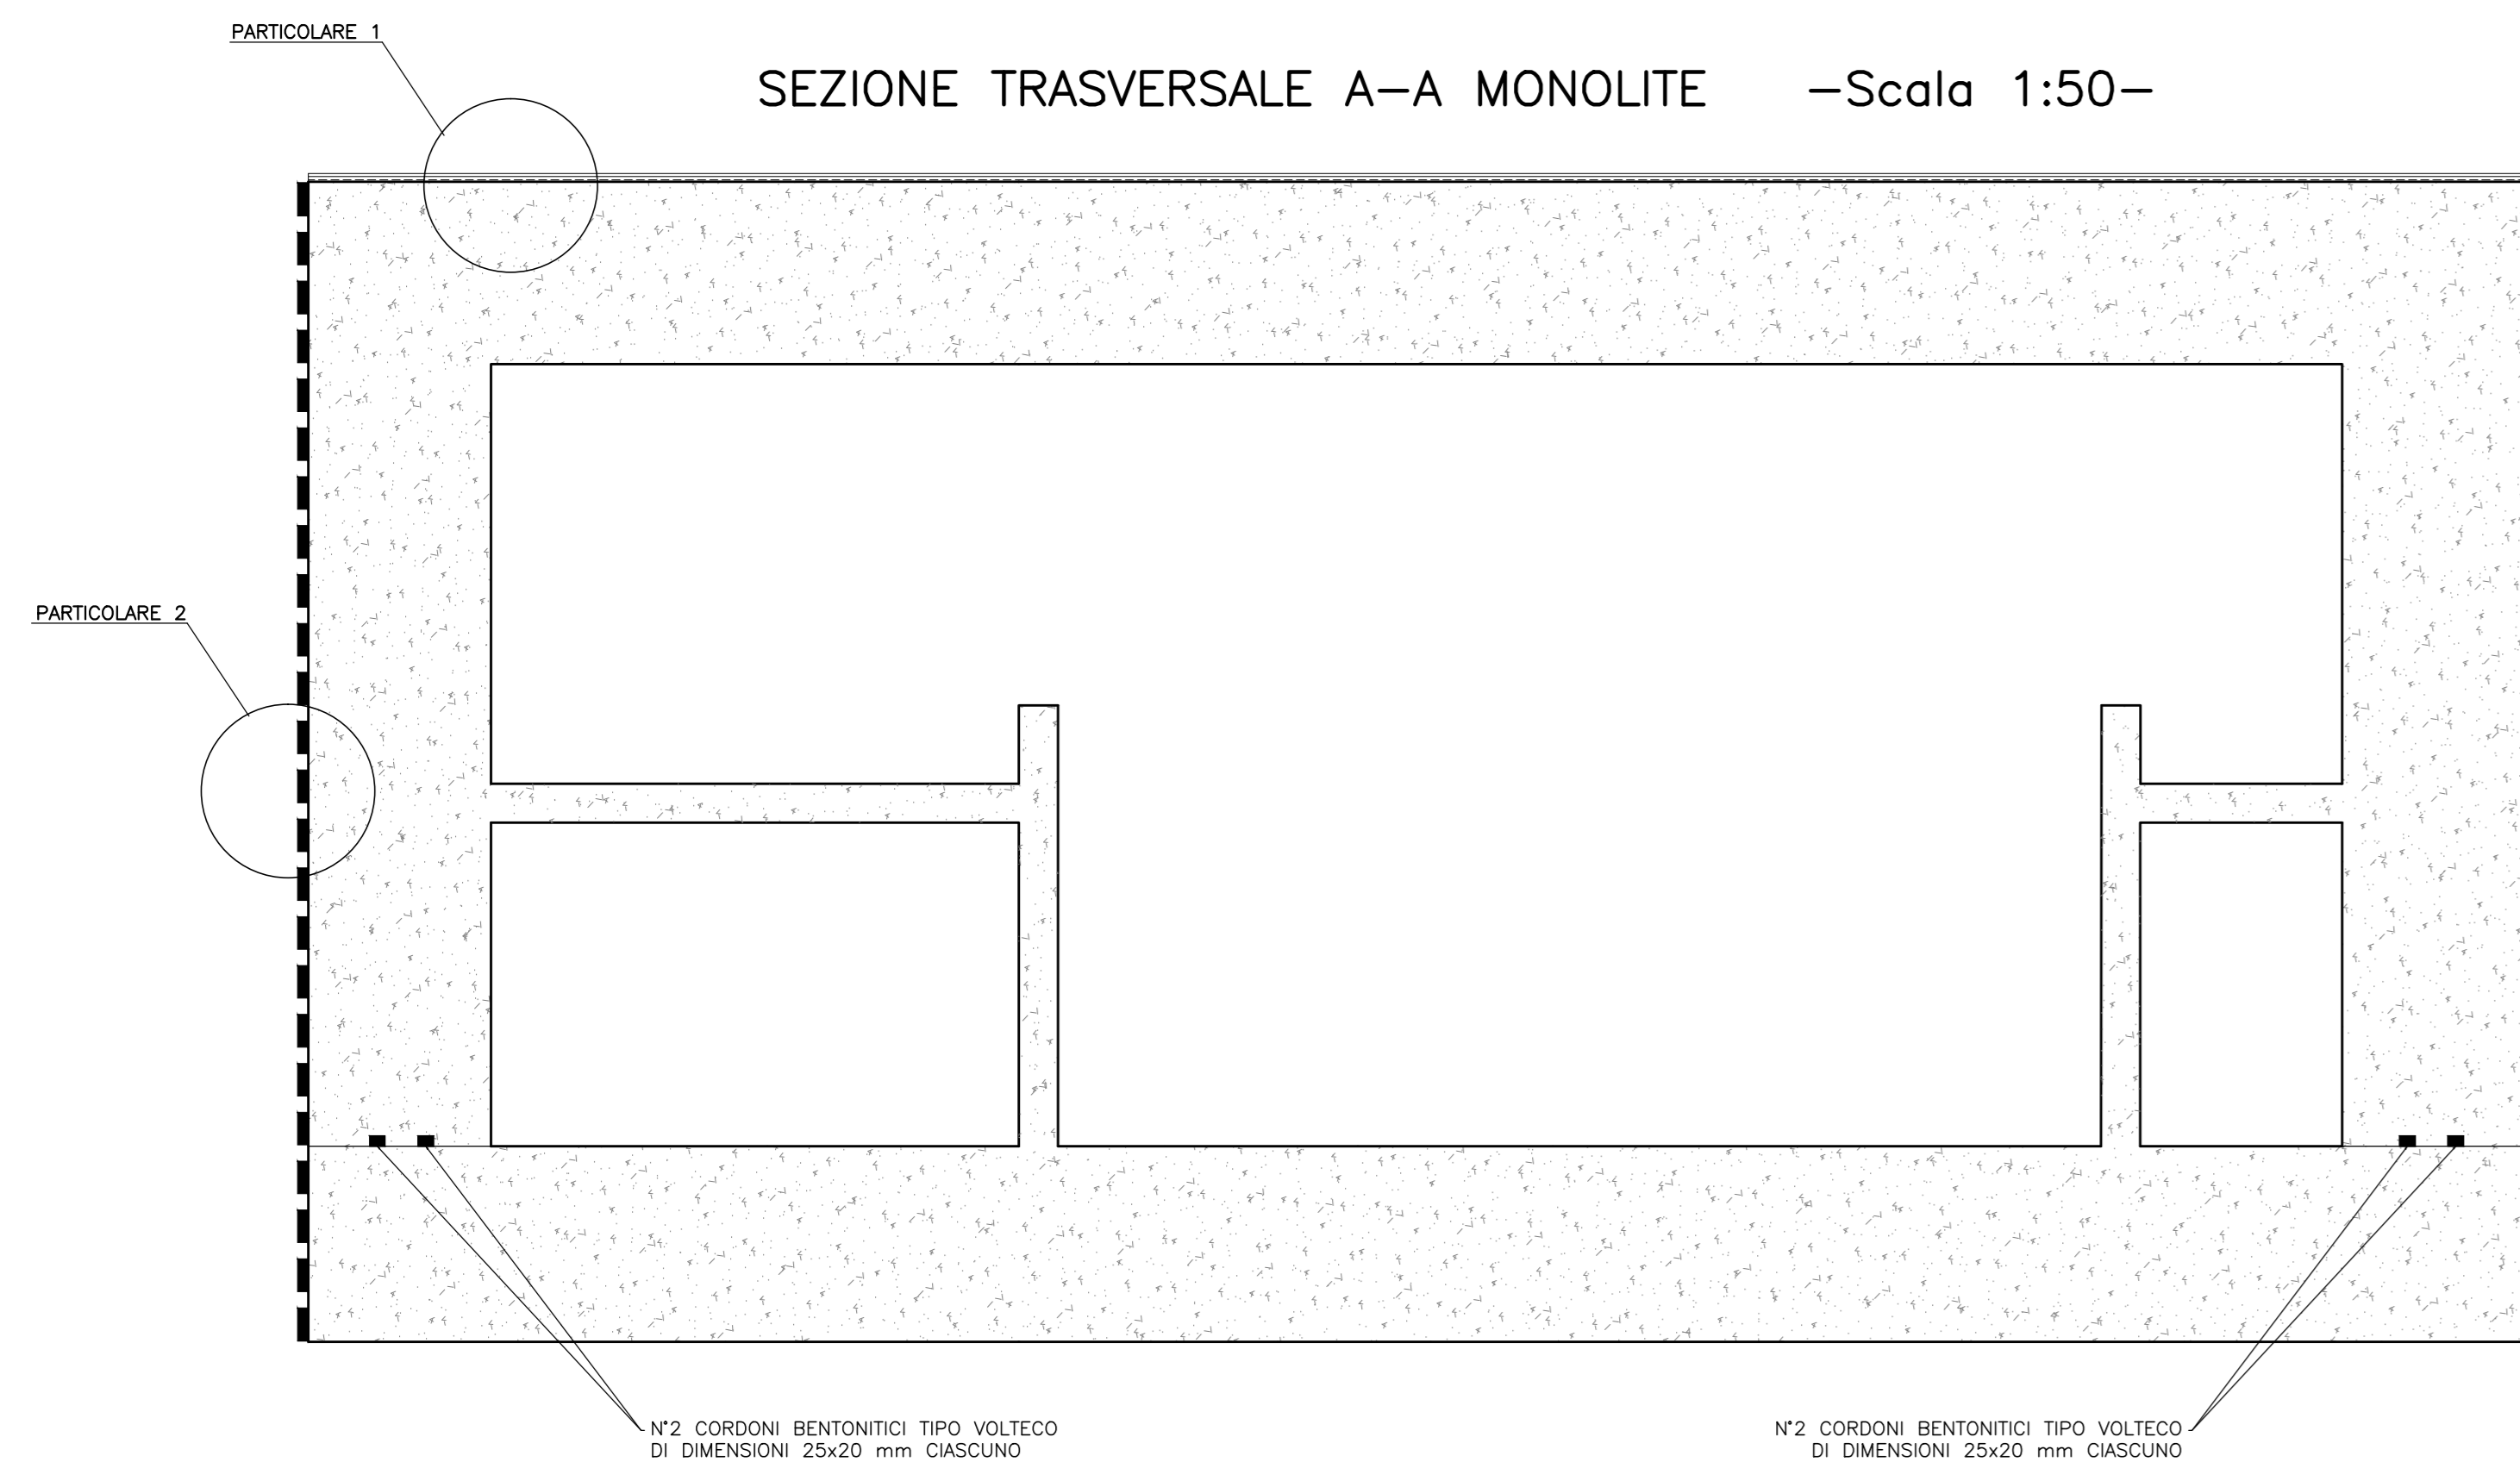 PARTICOLARE 1
SEZIONE TRASVERSALE A-A MONOLITE -Scala 1:50-
PARTICOLARE 2
N°2 CORDONI BENTONITICI TIPO VOLTECO
DI DIMENSIONI 25x20 mm CIASCUNO
N°2 CORDONI BENTONITICI TIPO VOLTECO
DI DIMENSIONI 25x20 mm CIASCUNO